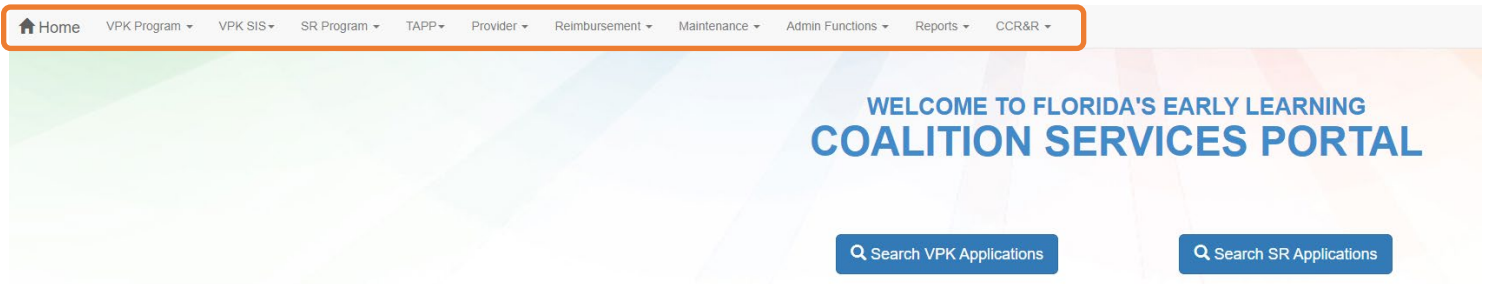 Home VPK Program VPK SIS SR Program TAPP Provider Reimbursement Maintenance Admin Functions Reports CCR&R
WELCOME TO FLORIDA'S EARLY LEARNING
COALITION SERVICES PORTAL
Search VPK Applications Search SR Applications